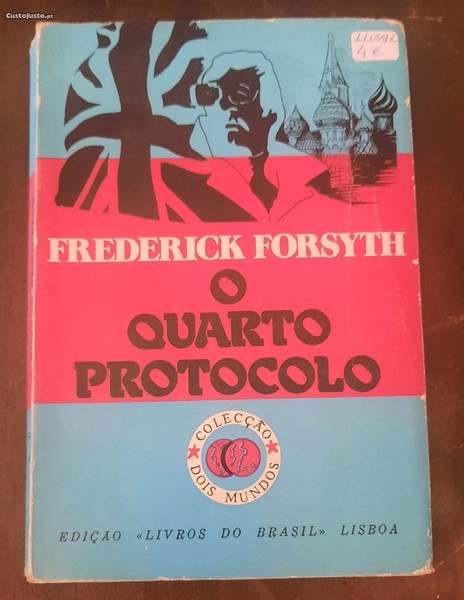 CustoJusto.pt
4 €
FREDERICK FORSYTH
O
QUARTO
PROTOCOLO
COLECÇÃO
DOIS MUNDOS
EDIÇÃO «LIVROS DO BRASIL» LISBOA